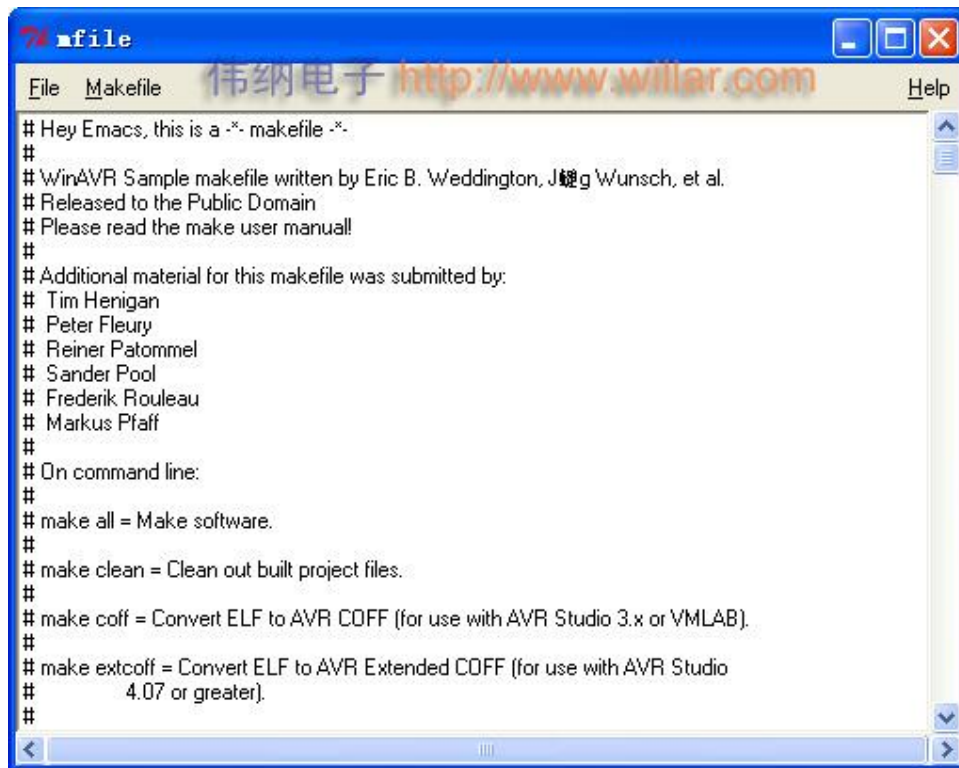 mfile
伟纳电子 http://www.willar.com
File Makefile Help
# Hey Emacs, this is a -*- makefile -*-
#
# WinAVR Sample makefile written by Eric B. Weddington, J鰎g Wunsch, et al.
# Released to the Public Domain
# Please read the make user manual!
#
# Additional material for this makefile was submitted by:
# Tim Henigan
# Peter Fleury
# Reiner Patommel
# Sander Pool
# Frederik Rouleau
# Markus Pfaff
#
# On command line:
#
# make all = Make software.
#
# make clean = Clean out built project files.
#
# make coff = Convert ELF to AVR COFF (for use with AVR Studio 3.x or VMLAB).
#
# make extcoff = Convert ELF to AVR Extended COFF (for use with AVR Studio
# 4.07 or greater).
#